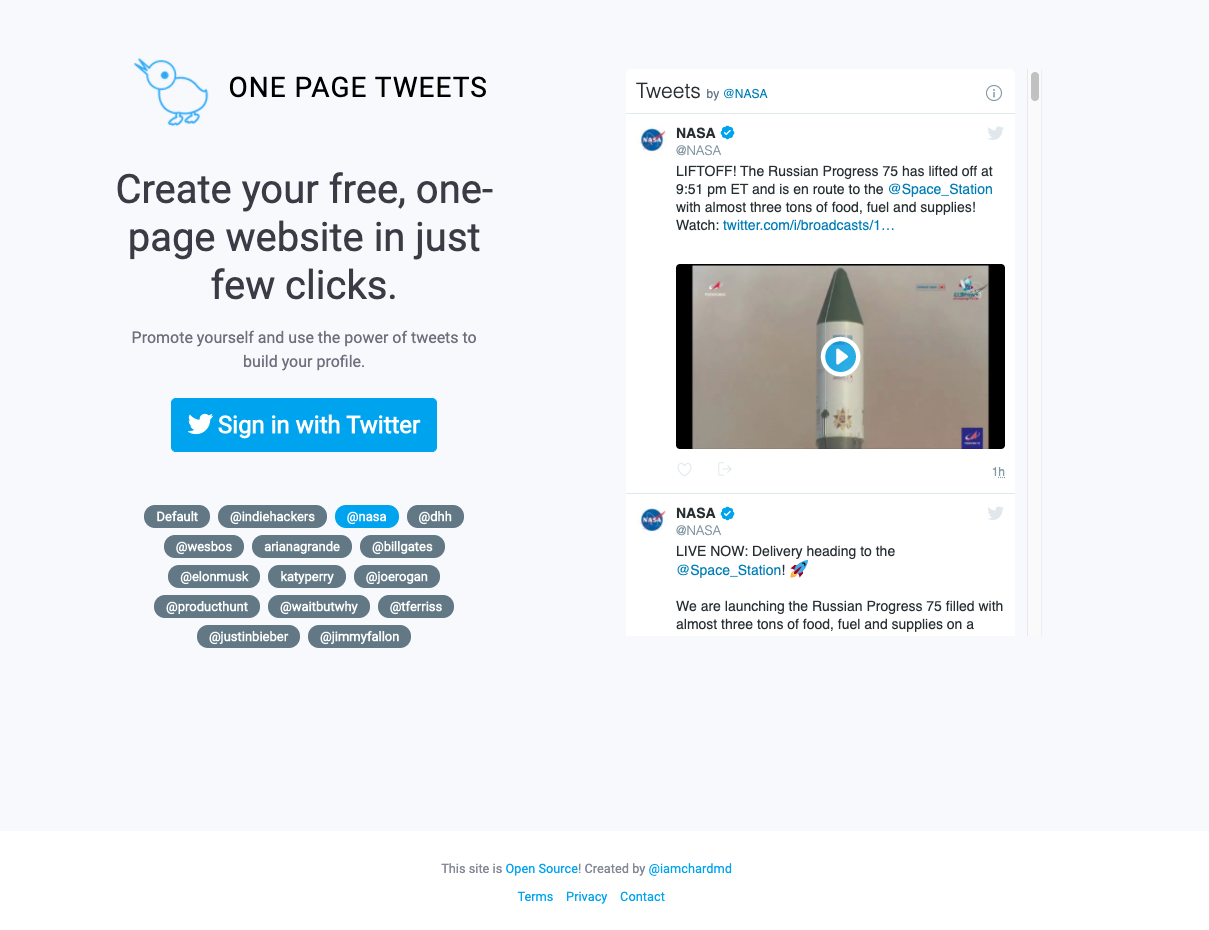 ONE PAGE TWEETS
Create your free, one-
page website in just
few clicks.
Promote yourself and use the power of tweets to
build your profile.
Sign in with Twitter
Default @indiehackers @nasa @dhh
@wesbos arianagrande @billgates
@elonmusk katyperry @joerogan
@producthunt @waitbutwhy @tferriss
@justinbieber @jimmyfallon
Tweets by @NASA
NASA
@NASA
LIFTOFF! The Russian Progress 75 has lifted off at
9:51 pm ET and is en route to the @Space_Station
with almost three tons of food, fuel and supplies!
Watch: twitter.com/i/broadcasts/1…
1h
NASA
@NASA
LIVE NOW: Delivery heading to the
@Space_Station! 🚀
We are launching the Russian Progress 75 filled with
almost three tons of food, fuel and supplies on a
This site is Open Source! Created by @iamchardmd
Terms Privacy Contact